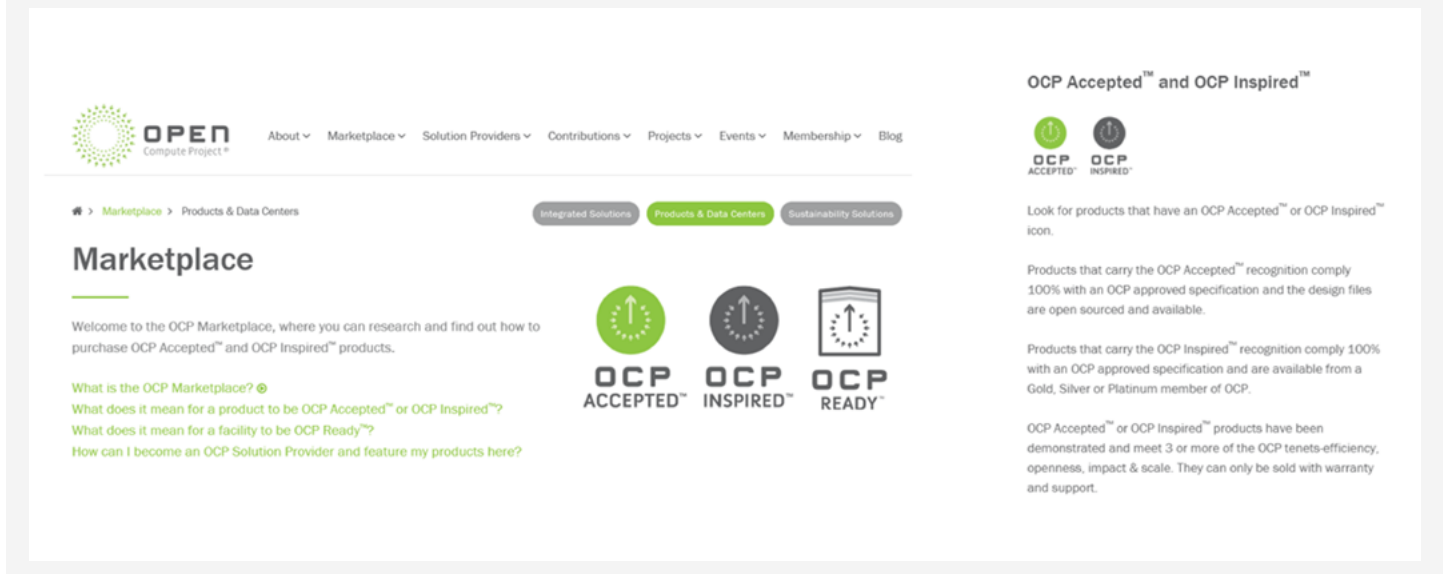 OPEN
Compute Project®
About
Marketplace
Solution Providers
Contributions
Projects
Events
Membership
Blog
> Marketplace > Products & Data Centers
Integrated Solutions
Products & Data Centers
Sustainability Solutions
Marketplace
Welcome to the OCP Marketplace, where you can research and find out how to
purchase OCP Accepted™ and OCP Inspired™ products.
What is the OCP Marketplace?
What does it mean for a product to be OCP Accepted™ or OCP Inspired™?
What does it mean for a facility to be OCP Ready™?
How can I become an OCP Solution Provider and feature my products here?
OCP
ACCEPTED™
OCP
INSPIRED™
OCP
READY™
OCP Accepted™ and OCP Inspired™
OCP
ACCEPTED™
OCP
INSPIRED™
Look for products that have an OCP Accepted™ or OCP Inspired™
icon.
Products that carry the OCP Accepted™ recognition comply
100% with an OCP approved specification and the design files
are open sourced and available.
Products that carry the OCP Inspired™ recognition comply 100%
with an OCP approved specification and are available from a
Gold, Silver or Platinum member of OCP.
OCP Accepted™ or OCP Inspired™ products have been
demonstrated and meet 3 or more of the OCP tenets-efficiency,
openness, impact & scale. They can only be sold with warranty
and support.